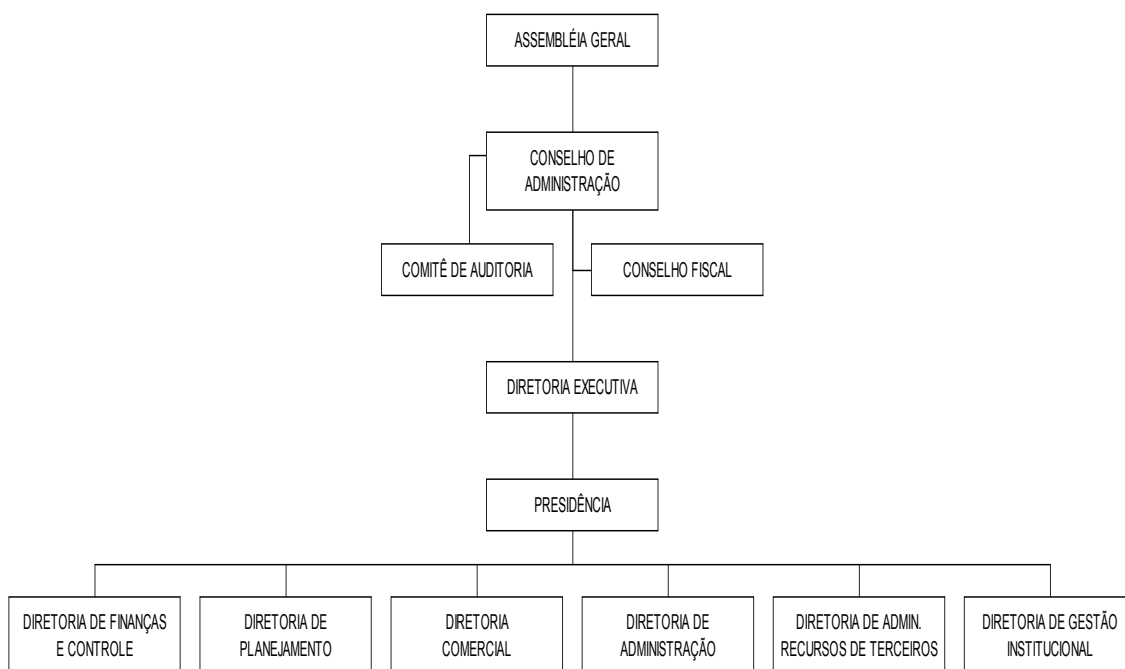 ASSEMBLÉIA GERAL
CONSELHO DE
ADMINISTRAÇÃO
COMITÊ DE AUDITORIA
CONSELHO FISCAL
DIRETORIA EXECUTIVA
PRESIDÊNCIA
DIRETORIA DE FINANÇAS
E CONTROLE
DIRETORIA DE
PLANEJAMENTO
DIRETORIA
COMERCIAL
DIRETORIA DE
ADMINISTRAÇÃO
DIRETORIA DE ADMIN.
RECURSOS DE TERCEIROS
DIRETORIA DE GESTÃO
INSTITUCIONAL